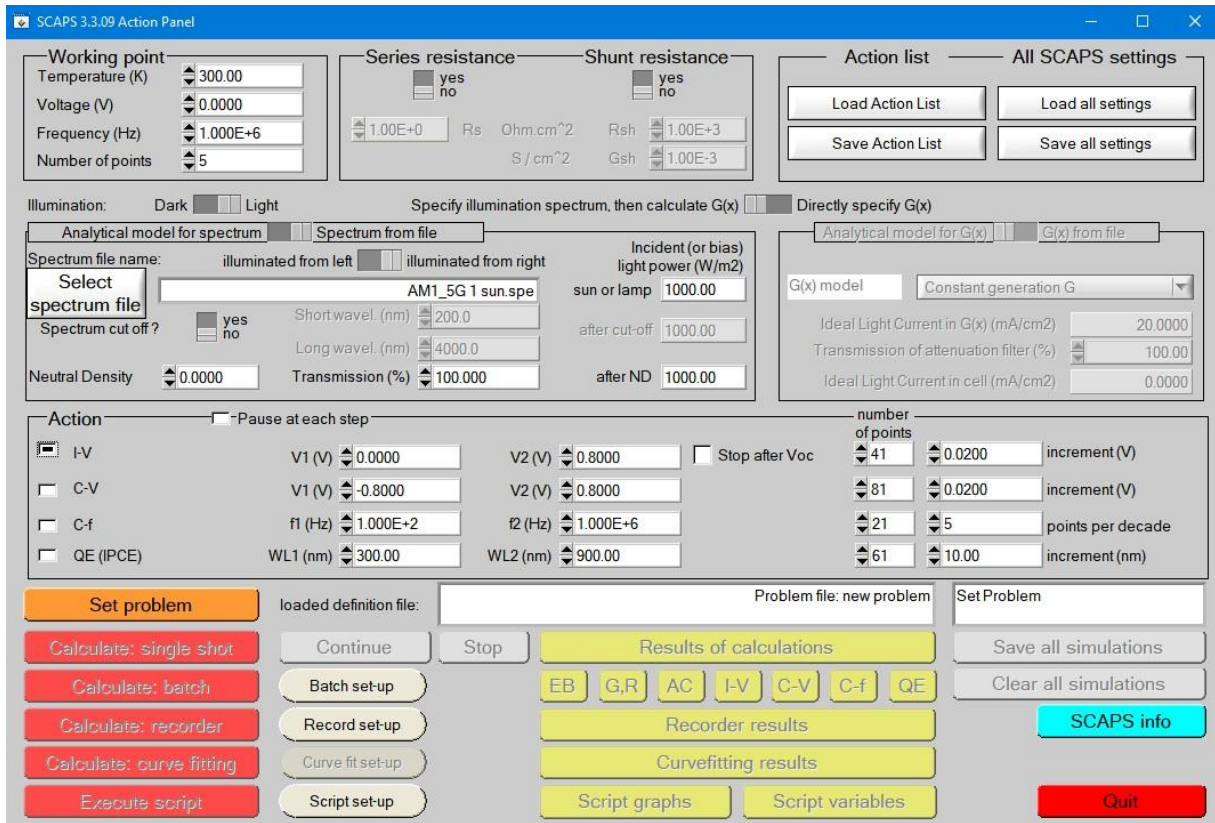 SCAPS 3.3.09 Action Panel
Working point
Temperature (K) 300.00
Voltage (V) 0.0000
Frequency (Hz) 1.000E+6
Number of points 5
Series resistance Shunt resistance
yes yes
no no
1.00E+0 Rs Ohm.cm^2 Rsh 1.00E+3
S / cm^2 Gsh 1.00E-3
Action list All SCAPS settings
Load Action List Load all settings
Save Action List Save all settings
Illumination: Dark Light Specify illumination spectrum, then calculate G(x) Directly specify G(x)
Analytical model for spectrum Spectrum from file
Spectrum file name: illuminated from left illuminated from right
Incident (or bias)
light power (W/m2)
Select
spectrum file
AM1_5G 1 sun.spe sun or lamp 1000.00
Spectrum cut off ? yes
no
Short wavel. (nm) 200.0
Long wavel. (nm) 4000.0
after cut-off 1000.00
Neutral Density 0.0000 Transmission (%) 100.000 after ND 1000.00
Analytical model for G(x) G(x) from file
G(x) model Constant generation G
Ideal Light Current in G(x) (mA/cm2) 20.0000
Transmission of attenuation filter (%) 100.00
Ideal Light Current in cell (mA/cm2) 0.0000
Action Pause at each step number
of points
I-V V1 (V) 0.0000 V2 (V) 0.8000 Stop after Voc 41 0.0200 increment (V)
C-V V1 (V) -0.8000 V2 (V) 0.8000 81 0.0200 increment (V)
C-f f1 (Hz) 1.000E+2 f2 (Hz) 1.000E+6 21 5 points per decade
QE (IPCE) WL1 (nm) 300.00 WL2 (nm) 900.00 61 10.00 increment (nm)
Set problem loaded definition file: Problem file: new problem Set Problem
Calculate: single shot Continue Stop Results of calculations Save all simulations
Calculate: batch Batch set-up EB G,R AC I-V C-V C-f QE Clear all simulations
Calculate: recorder Record set-up Recorder results SCAPS info
Calculate: curve fitting Curve fit set-up Curvefitting results
Execute script Script set-up Script graphs Script variables Quit